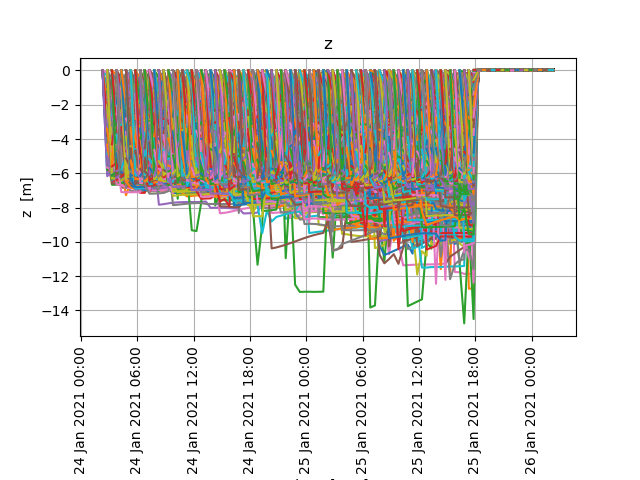 z
0
−2
−4
−6
−8
−10
−12
−14
z [m]
24 Jan 2021 00:00
24 Jan 2021 06:00
24 Jan 2021 12:00
24 Jan 2021 18:00
25 Jan 2021 00:00
25 Jan 2021 06:00
25 Jan 2021 12:00
25 Jan 2021 18:00
26 Jan 2021 00:00